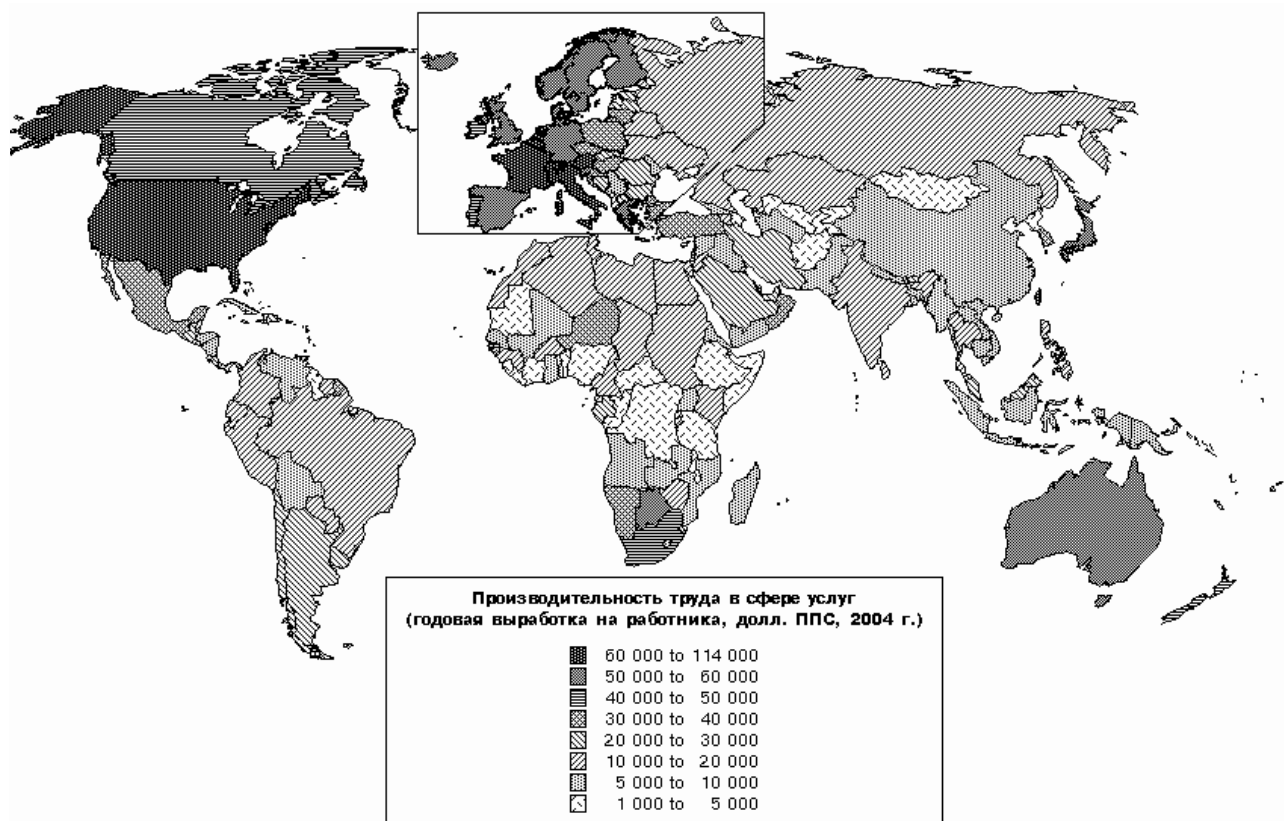 Производительность труда в сфере услуг
(годовая выработка на работника, долл. ППС, 2004 г.)
60 000 to 114 000
50 000 to 60 000
40 000 to 50 000
30 000 to 40 000
20 000 to 30 000
10 000 to 20 000
5 000 to 10 000
1 000 to 5 000